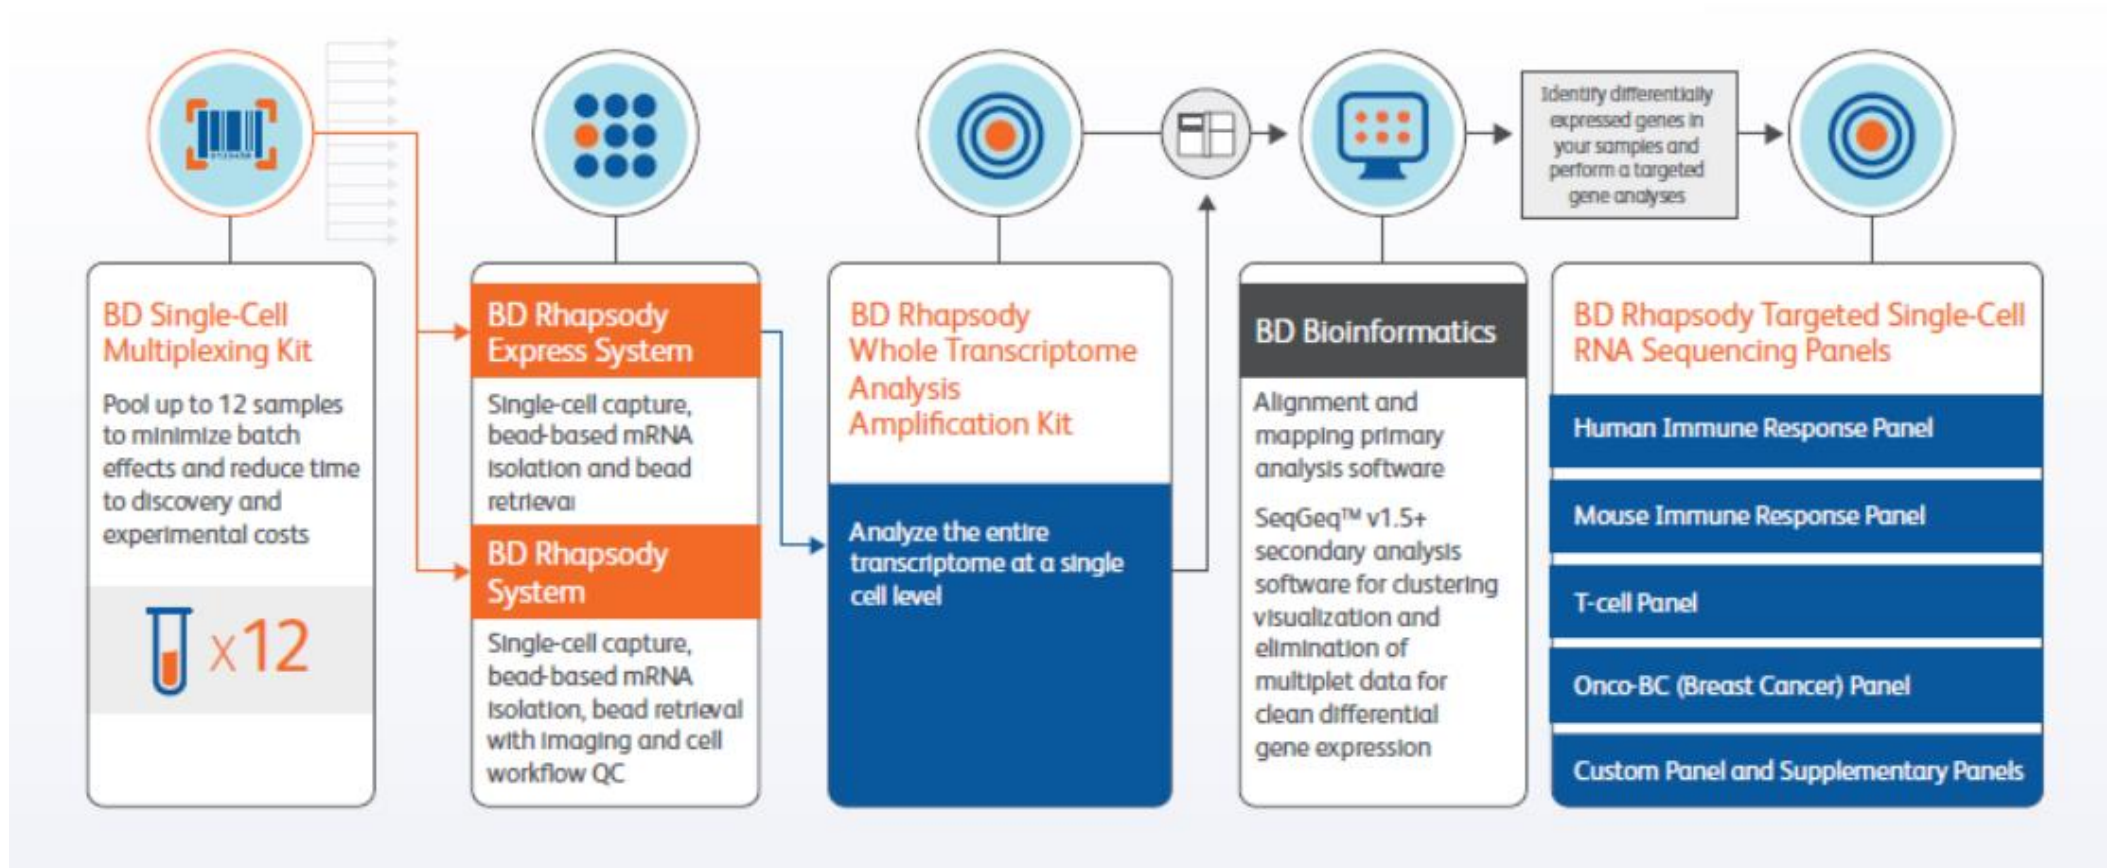 Identify differentially
expressed genes in
your samples and
perform a targeted
gene analyses
BD Single-Cell
Multiplexing Kit
Pool up to 12 samples
to minimize batch
effects and reduce time
to discovery and
experimental costs
x12
BD Rhapsody
Express System
Single-cell capture,
bead-based mRNA
isolation and bead
retrieval
BD Rhapsody
System
Single-cell capture,
bead-based mRNA
isolation, bead retrieval
with imaging and cell
workflow QC
BD Rhapsody
Whole Transcriptome
Analysis
Amplification Kit
Analyze the entire
transcriptome at a single
cell level
BD Bioinformatics
Alignment and
mapping primary
analysis software
SeqGeq™ v1.5+
secondary analysis
software for clustering
visualization and
elimination of
multiplet data for
clean differential
gene expression
BD Rhapsody Targeted Single-Cell
RNA Sequencing Panels
Human Immune Response Panel
Mouse Immune Response Panel
T-cell Panel
Onco-BC (Breast Cancer) Panel
Custom Panel and Supplementary Panels